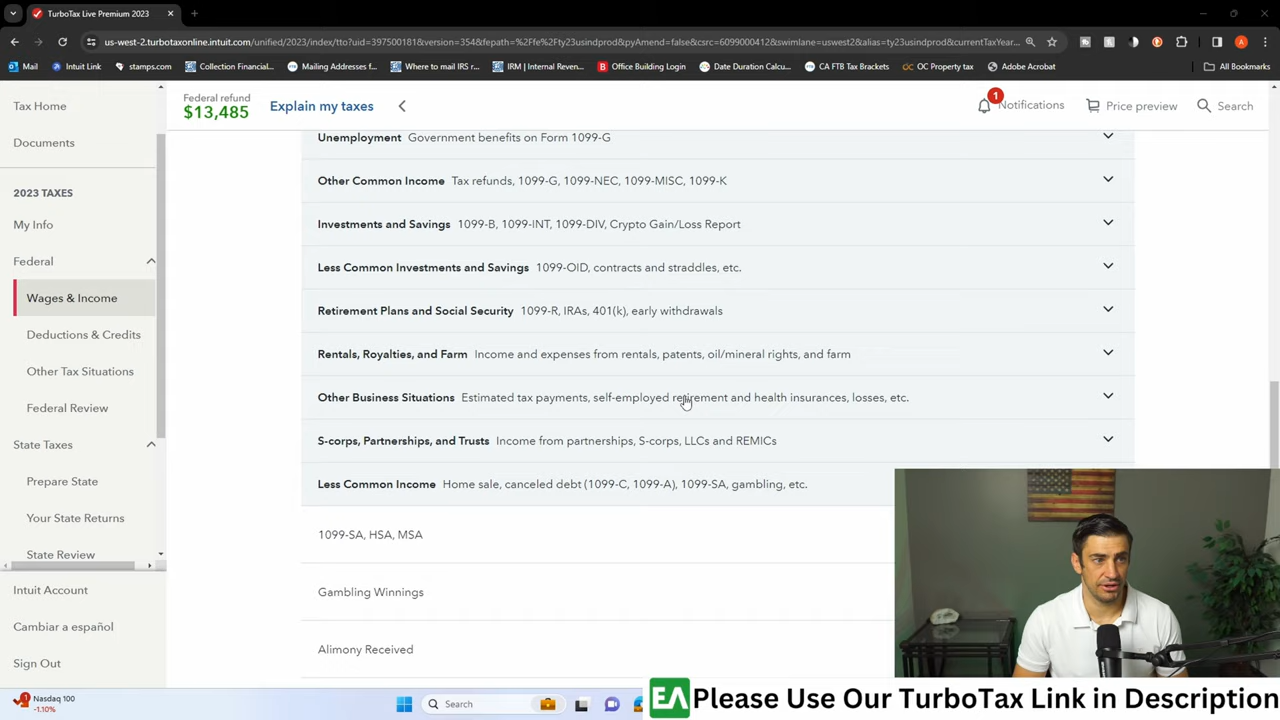 TurboTax Live Premium 2023
us-west-2.turbotaxonline.intuit.com/unified/2023/index/tto?uid=397500181&version=354&fepath=%2Ffe%2Fty23usindprod&pyAmend=false&csrc=6099000412&swimlane=uswest2&alias=ty23usindprod&currentTaxYear...
Mail Intuit Link stamps.com Collection Financial... Mailing Addresses f... Where to mail IRS r... IRM | Internal Reven... Office Building Login Date Duration Calcu... CA FTB Tax Brackets OC Property tax Adobe Acrobat All Bookmarks
Tax Home
Documents
2023 TAXES
My Info
Federal
Wages & Income
Deductions & Credits
Other Tax Situations
Federal Review
State Taxes
Prepare State
Your State Returns
State Review
Intuit Account
Cambiar a español
Sign Out
Federal refund
$13,485
Explain my taxes
1
Notifications
Price preview
Search
Unemployment Government benefits on Form 1099-G
Other Common Income Tax refunds, 1099-G, 1099-NEC, 1099-MISC, 1099-K
Investments and Savings 1099-B, 1099-INT, 1099-DIV, Crypto Gain/Loss Report
Less Common Investments and Savings 1099-OID, contracts and straddles, etc.
Retirement Plans and Social Security 1099-R, IRAs, 401(k), early withdrawals
Rentals, Royalties, and Farm Income and expenses from rentals, patents, oil/mineral rights, and farm
Other Business Situations Estimated tax payments, self-employed retirement and health insurances, losses, etc.
S-corps, Partnerships, and Trusts Income from partnerships, S-corps, LLCs and REMICs
Less Common Income Home sale, canceled debt (1099-C, 1099-A), 1099-SA, gambling, etc.
1099-SA, HSA, MSA
Gambling Winnings
Alimony Received
1
Nasdaq 100
-1.10%
Search
EA Please Use Our TurboTax Link in Description